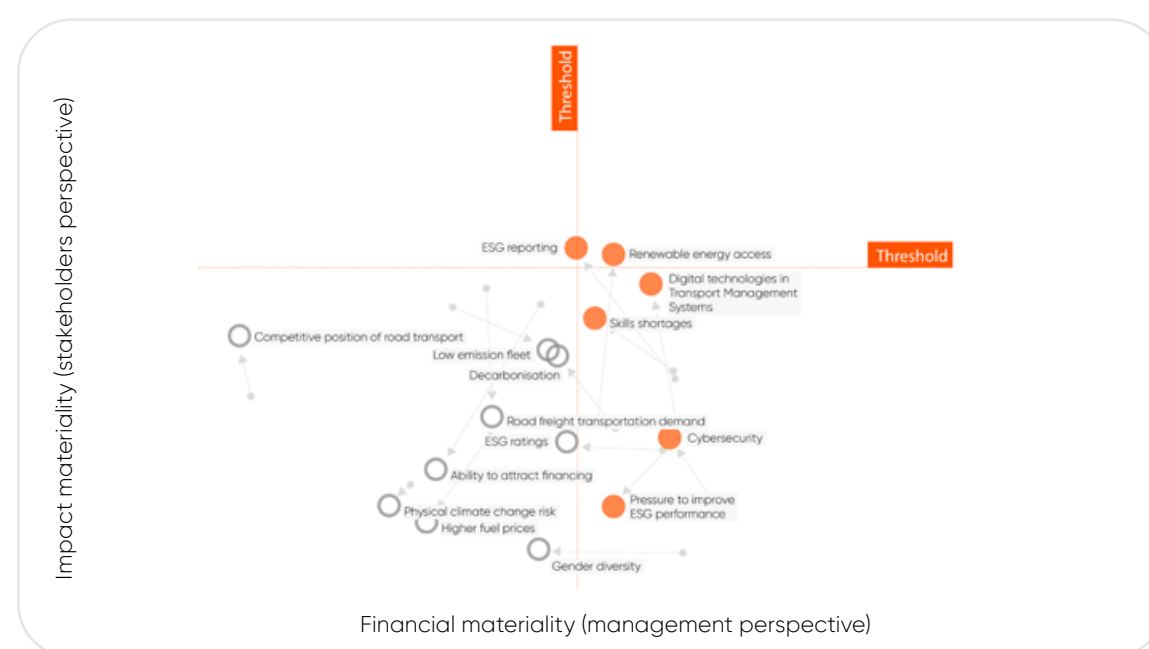 Threshold
Impact materiality (stakeholders perspective)
ESG reporting
Renewable energy access
Threshold
Digital technologies in
Transport Management
Systems
Skills shortages
Competitive position of road transport
Low emission fleet
Decarbonisation
Road freight transportation demand
ESG ratings
Cybersecurity
Ability to attract financing
Pressure to improve
ESG performance
Physical climate change risk
Higher fuel prices
Gender diversity
Financial materiality (management perspective)